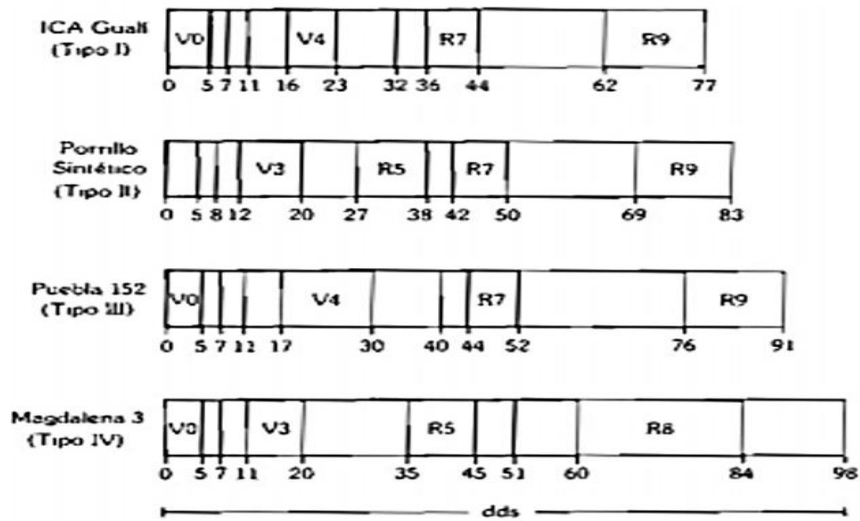 ICA Gualí
(Tipo I)
V0 V4 R7 R9
0 5 7 11 16 23 32 36 44 62 77
Porrillo
Sintético
(Tipo II)
V3 R5 R7 R9
0 5 8 12 20 27 38 42 50 69 83
Puebla 152
(Tipo III)
V0 V4 R7 R9
0 5 7 11 17 30 40 44 52 76 91
Magdalena 3
(Tipo IV)
V0 V3 R5 R8
0 5 7 11 20 35 45 51 60 84 98
dds